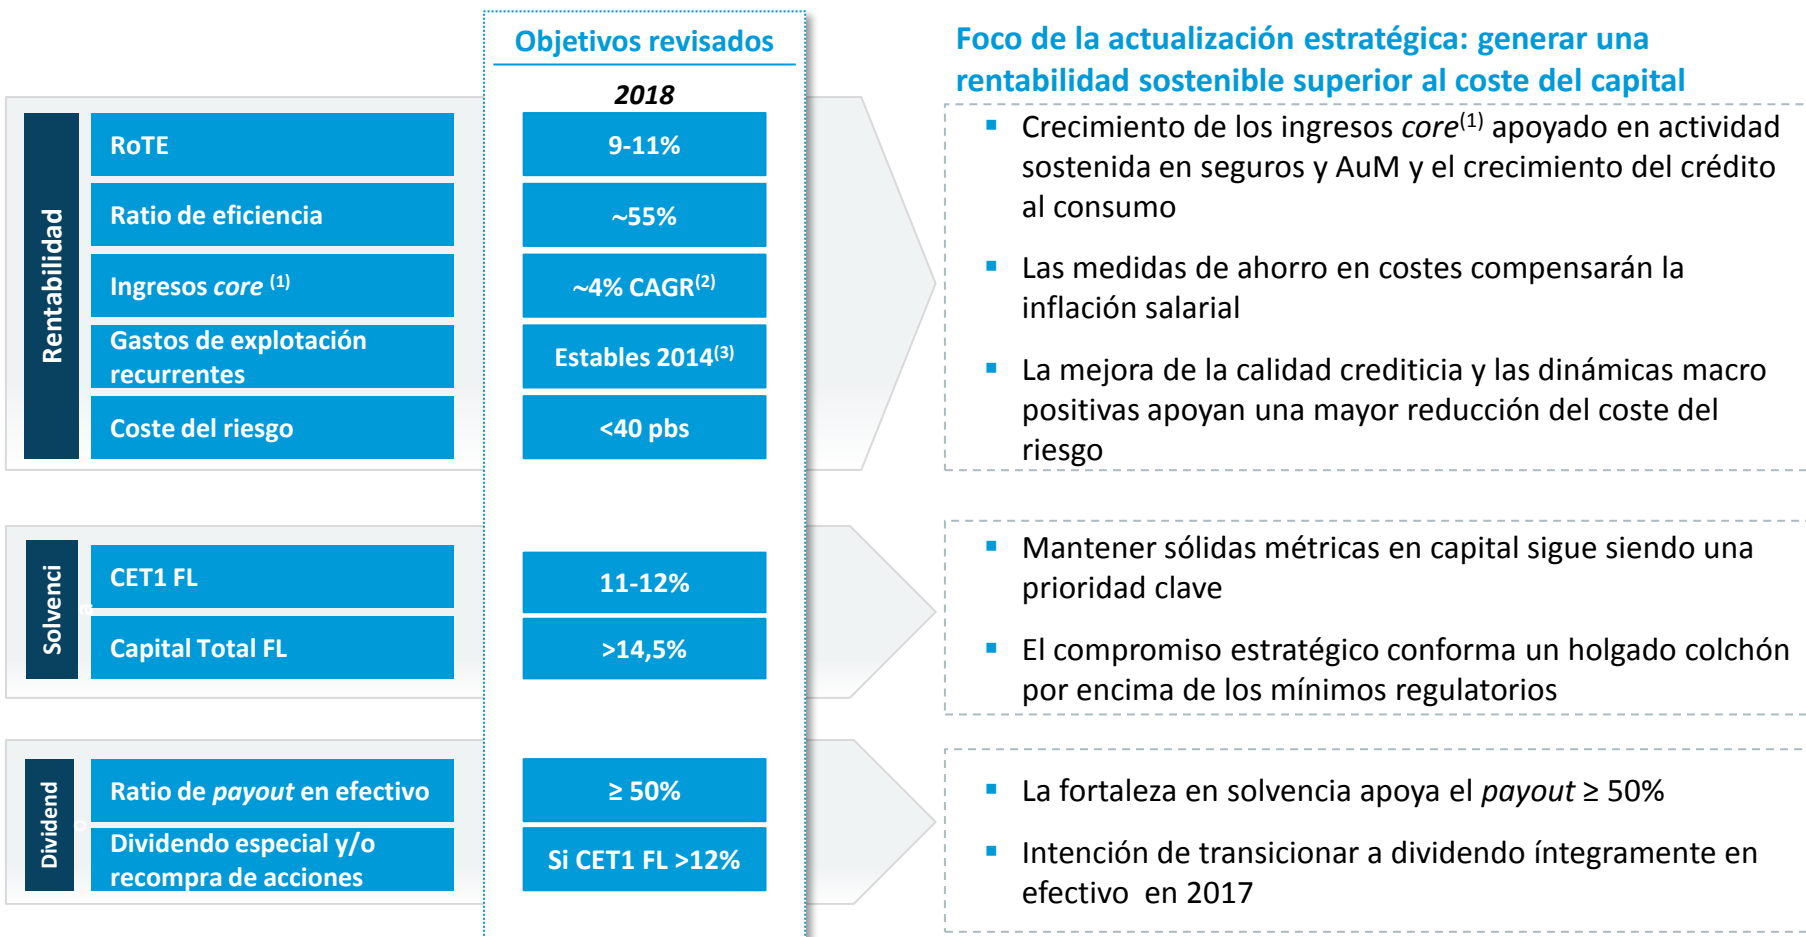 Objetivos revisados
2018
Foco de la actualización estratégica: generar una
rentabilidad sostenible superior al coste del capital
Rentabilidad
RoTE
9-11%
Ratio de eficiencia
~55%
Ingresos core (1)
~4% CAGR(2)
Gastos de explotación
recurrentes
Estables 2014(3)
Coste del riesgo
<40 pbs
▪ Crecimiento de los ingresos core(1) apoyado en actividad
sostenida en seguros y AuM y el crecimiento del crédito
al consumo
▪ Las medidas de ahorro en costes compensarán la
inflación salarial
▪ La mejora de la calidad crediticia y las dinámicas macro
positivas apoyan una mayor reducción del coste del
riesgo
Solvenci
a
CET1 FL
11-12%
Capital Total FL
>14,5%
▪ Mantener sólidas métricas en capital sigue siendo una
prioridad clave
▪ El compromiso estratégico conforma un holgado colchón
por encima de los mínimos regulatorios
Dividend
o
Ratio de payout en efectivo
≥ 50%
Dividendo especial y/o
recompra de acciones
Si CET1 FL >12%
▪ La fortaleza en solvencia apoya el payout ≥ 50%
▪ Intención de transicionar a dividendo íntegramente en
efectivo en 2017